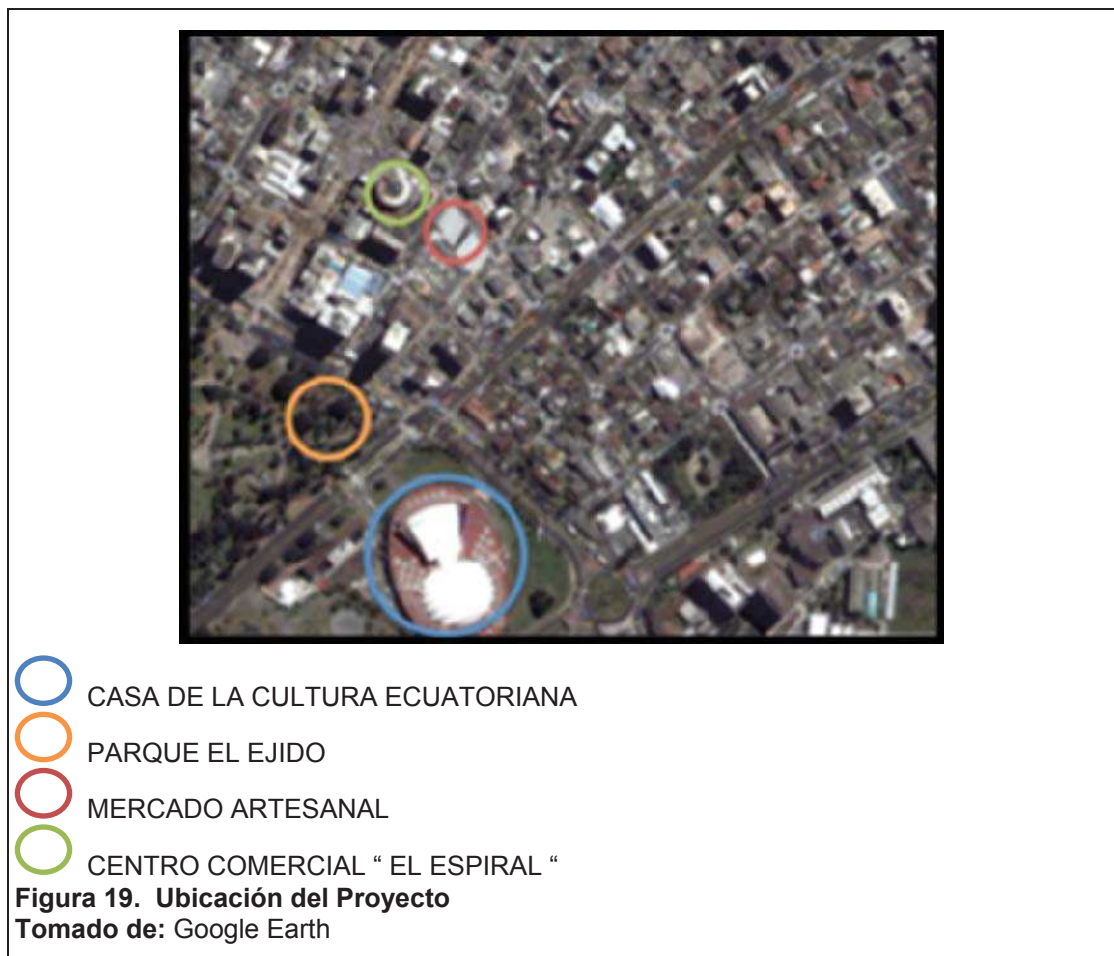 CASA DE LA CULTURA ECUATORIANA
PARQUE EL EJIDO
MERCADO ARTESANAL
CENTRO COMERCIAL “ EL ESPIRAL “
Figura 19.  Ubicación del Proyecto
Tomado de: Google Earth